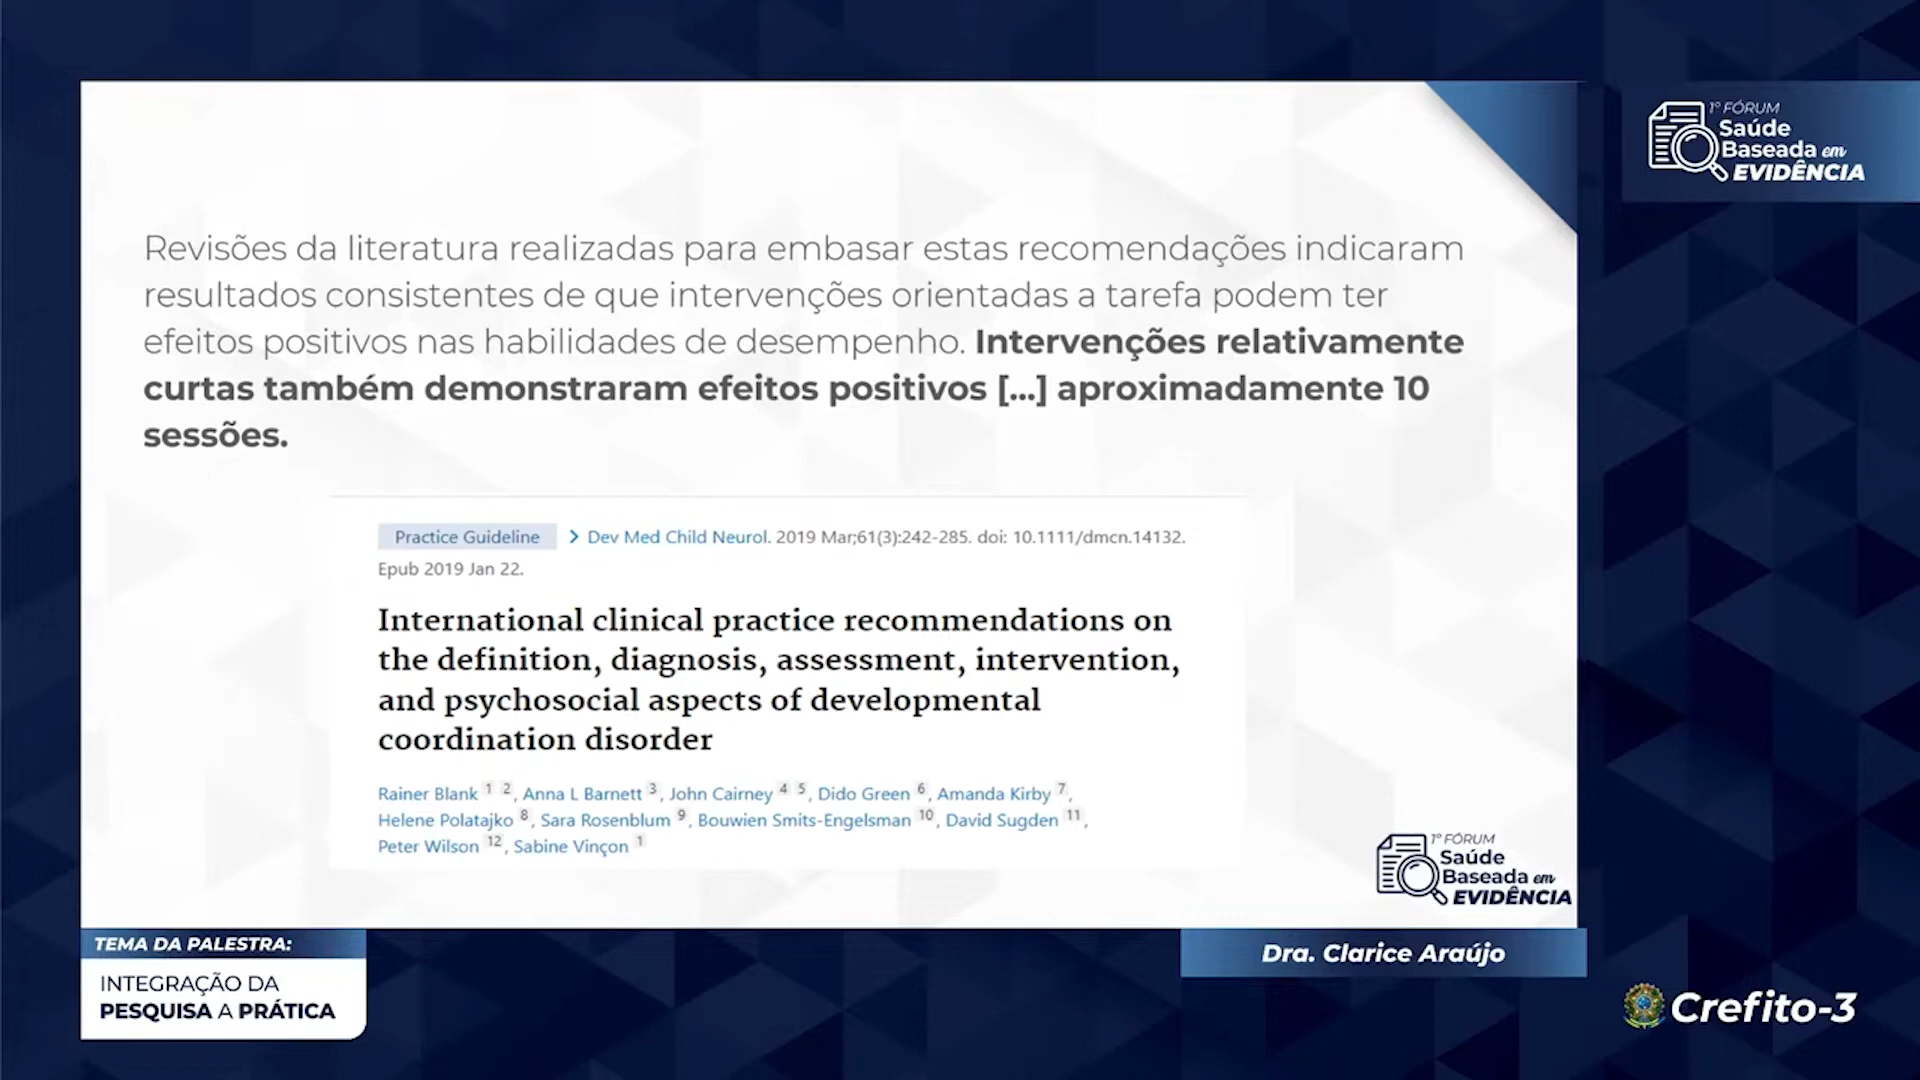 1º FÓRUM
Saúde
Baseada em
EVIDÊNCIA
Revisões da literatura realizadas para embasar estas recomendações indicaram
resultados consistentes de que intervenções orientadas a tarefa podem ter
efeitos positivos nas habilidades de desempenho. Intervenções relativamente
curtas também demonstraram efeitos positivos [...] aproximadamente 10
sessões.
Practice Guideline > Dev Med Child Neurol. 2019 Mar;61(3):242-285. doi: 10.1111/dmcn.14132.
Epub 2019 Jan 22.
International clinical practice recommendations on
the definition, diagnosis, assessment, intervention,
and psychosocial aspects of developmental
coordination disorder
Rainer Blank 1 2, Anna L Barnett 3, John Cairney 4 5, Dido Green 6, Amanda Kirby 7,
Helene Polatajko 8, Sara Rosenblum 9, Bouwien Smits-Engelsman 10, David Sugden 11,
Peter Wilson 12, Sabine Vinçon 1
1º FÓRUM
Saúde
Baseada em
EVIDÊNCIA
TEMA DA PALESTRA:
INTEGRAÇÃO DA
PESQUISA A PRÁTICA
Dra. Clarice Araújo
Crefito-3